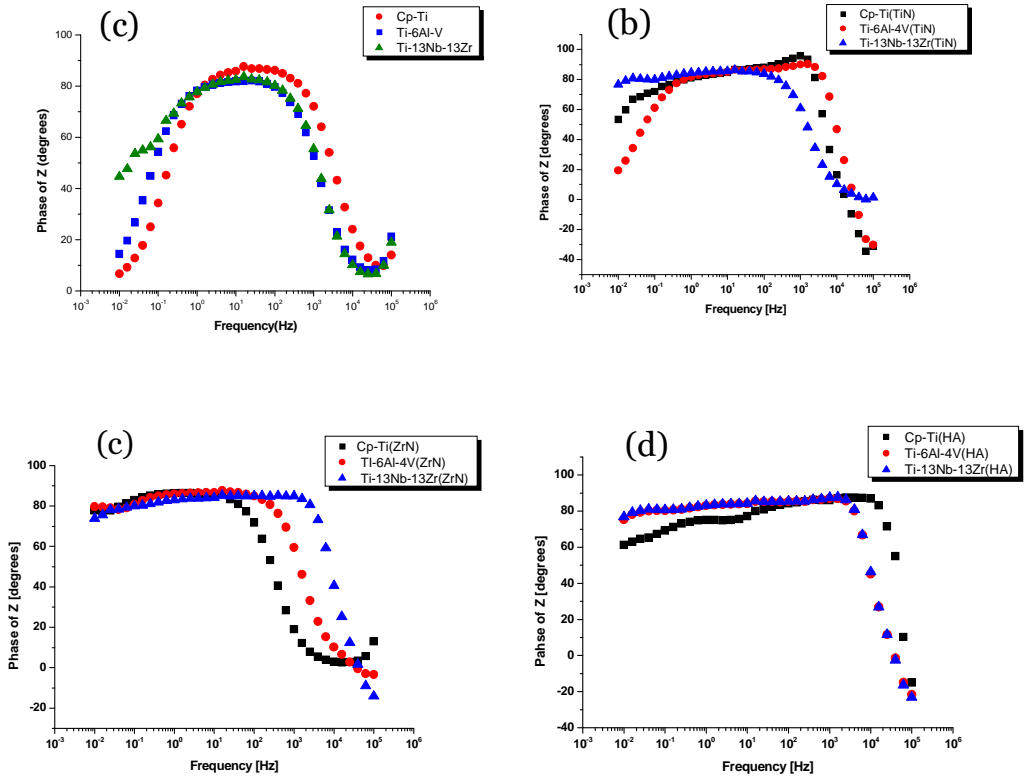 (c)
Cp-Ti
Ti-6Al-V
Ti-13Nb-13Zr
Phase of Z (degrees)
100
80
60
40
20
0
10-3 10-2 10-1 100 101 102 103 104 105 106
Frequency(Hz)
(b)
Cp-Ti(TiN)
Ti-6Al-4V(TiN)
Ti-13Nb-13Zr(TiN)
Phase of Z [degrees]
100
80
60
40
20
0
-20
-40
10-3 10-2 10-1 100 101 102 103 104 105 106
Frequency [Hz]
(c)
Cp-Ti(ZrN)
TI-6Al-4V(ZrN)
Ti-13Nb-13Zr(ZrN)
Phase of Z [degrees]
100
80
60
40
20
0
-20
10-3 10-2 10-1 100 101 102 103 104 105 106
Frequency [Hz]
(d)
Cp-Ti(HA)
Ti-6Al-4V(HA)
Ti-13Nb-13Zr(HA)
Pahse of Z [degrees]
100
80
60
40
20
0
-20
-40
10-3 10-2 10-1 100 101 102 103 104 105 106
Frequency [Hz]